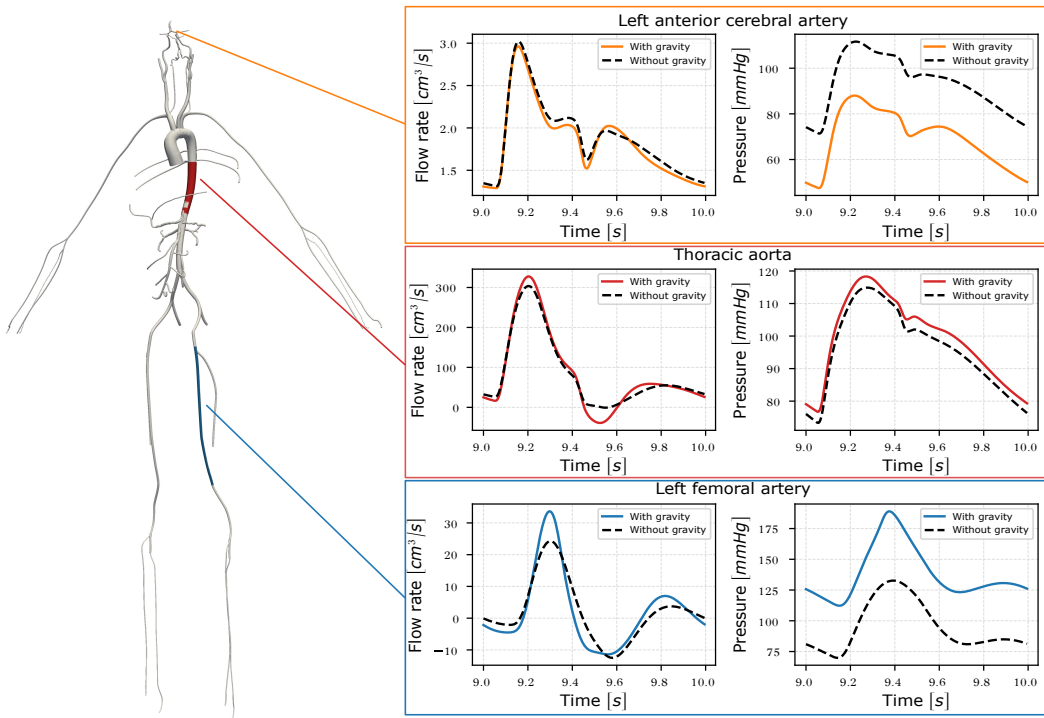 Left anterior cerebral artery
Flow rate [cm³/s]
3.0
2.5
2.0
1.5
With gravity
Without gravity
9.0 9.2 9.4 9.6 9.8 10.0
Time [s]
Pressure [mmHg]
100
80
60
With gravity
Without gravity
9.0 9.2 9.4 9.6 9.8 10.0
Time [s]
Thoracic aorta
Flow rate [cm³/s]
300
200
100
0
With gravity
Without gravity
9.0 9.2 9.4 9.6 9.8 10.0
Time [s]
Pressure [mmHg]
120
110
100
90
80
With gravity
Without gravity
9.0 9.2 9.4 9.6 9.8 10.0
Time [s]
Left femoral artery
Flow rate [cm³/s]
30
20
10
0
−10
With gravity
Without gravity
9.0 9.2 9.4 9.6 9.8 10.0
Time [s]
Pressure [mmHg]
175
150
125
100
75
With gravity
Without gravity
9.0 9.2 9.4 9.6 9.8 10.0
Time [s]